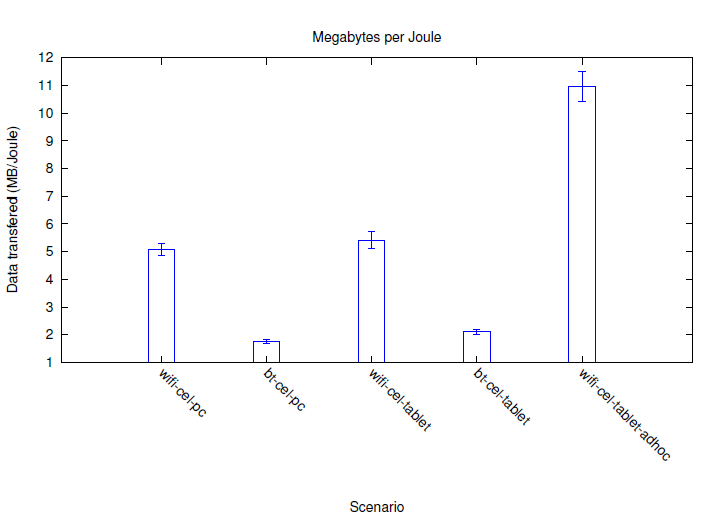 Megabytes per Joule
Data transfered (MB/Joule)
12
11
10
9
8
7
6
5
4
3
2
1
wifi-cel-pc
bt-cel-pc
wifi-cel-tablet
bt-cel-tablet
wifi-cel-tablet-adhoc
Scenario